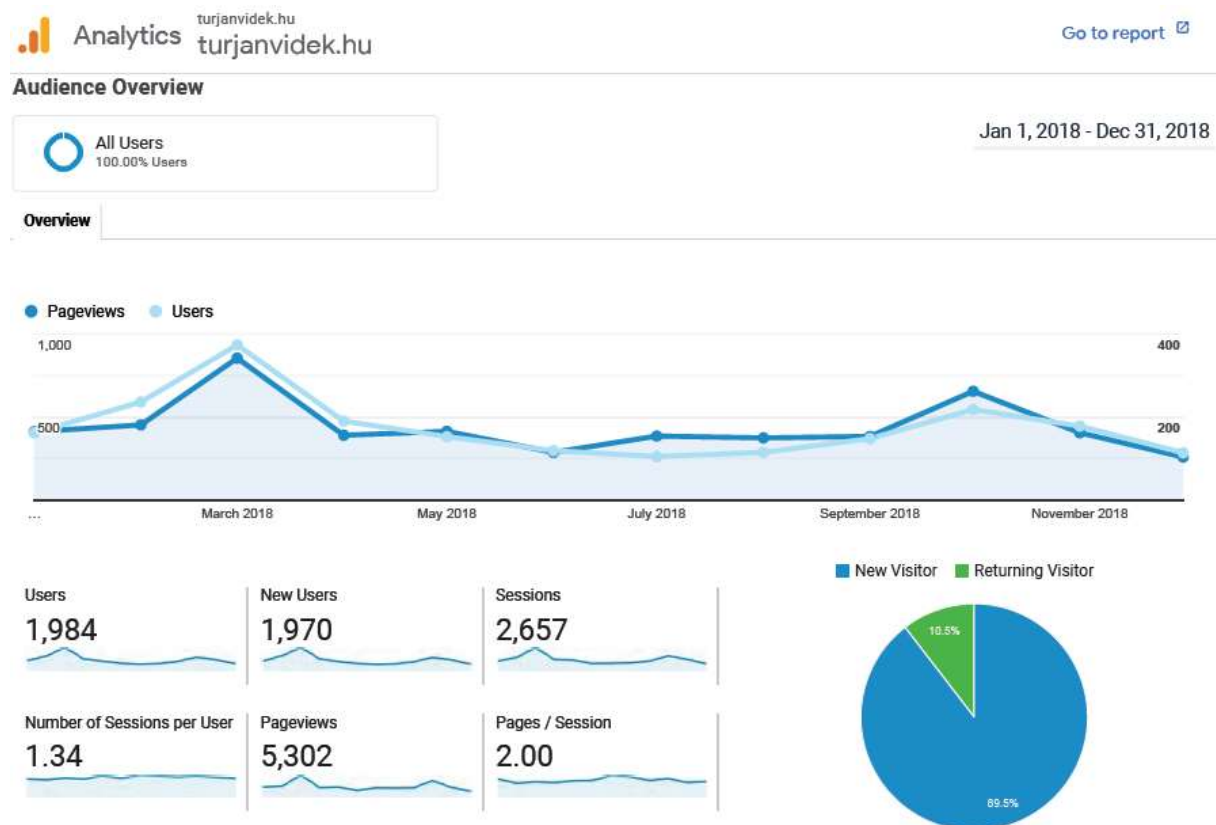 turjanvidek.hu
Analytics turjanvidek.hu
Go to report
Audience Overview
All Users
100.00% Users
Jan 1, 2018 - Dec 31, 2018
Overview
Pageviews Users
1,000 400
500 200
... March 2018 May 2018 July 2018 September 2018 November 2018
New Visitor Returning Visitor
Users New Users Sessions
1,984 1,970 2,657
10.5%
Number of Sessions per User Pageviews Pages / Session
1.34 5,302 2.00
89.5%